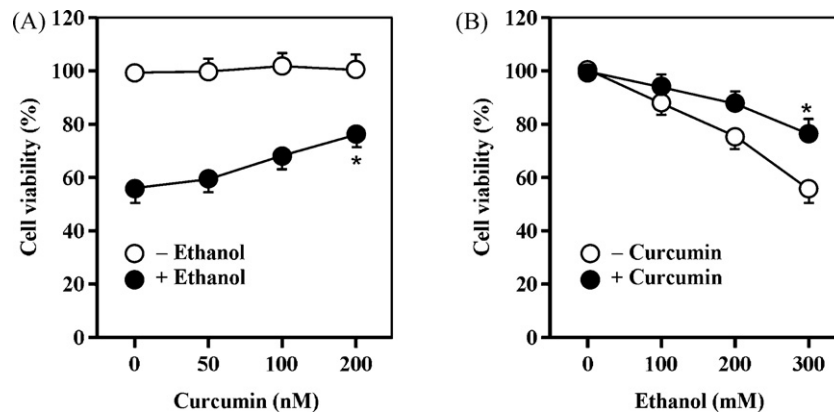 (A)
120
100
80
60
40
20
0
Cell viability (%)
– Ethanol
+ Ethanol
*
0 50 100 200
Curcumin (nM)
(B)
120
100
80
60
40
20
0
Cell viability (%)
*
– Curcumin
+ Curcumin
0 100 200 300
Ethanol (mM)